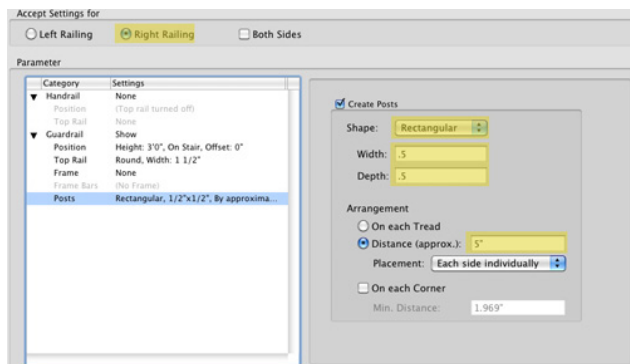 Accept Settings for
Left Railing Right Railing Both Sides
Parameter
Category Settings
Handrail None
Position (Top rail turned off)
Top Rail None
Guardrail Show
Position Height: 3'0", On Stair, Offset: 0"
Top Rail Round, Width: 1 1/2"
Frame None
Frame Bars (No Frame)
Posts Rectangular, 1/2"x1/2", By approxima...
Create Posts
Shape: Rectangular
Width: .5
Depth: .5
Arrangement
On each Tread
Distance (approx.): 5"
Placement: Each side individually
On each Corner
Min. Distance: 1.969"